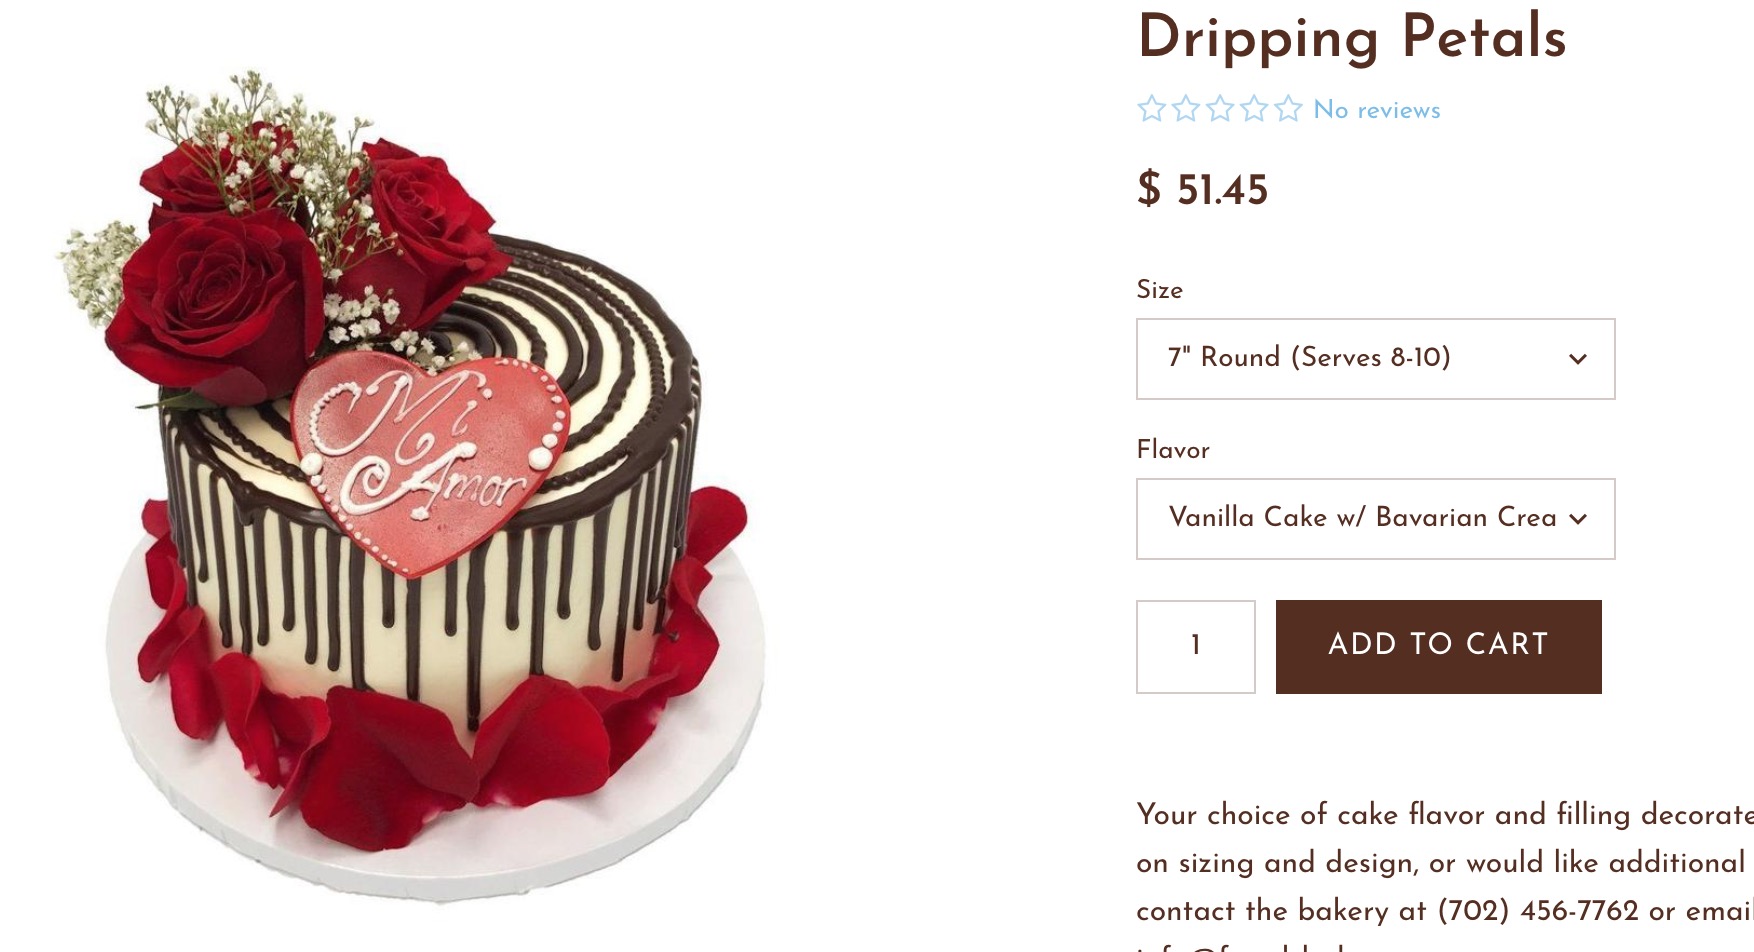 Dripping Petals
No reviews
$ 51.45
Size
7" Round (Serves 8-10)
Flavor
Vanilla Cake w/ Bavarian Crea
1
ADD TO CART
Your choice of cake flavor and filling decorate
on sizing and design, or would like additional
contact the bakery at (702) 456-7762 or email
Mi
Amor